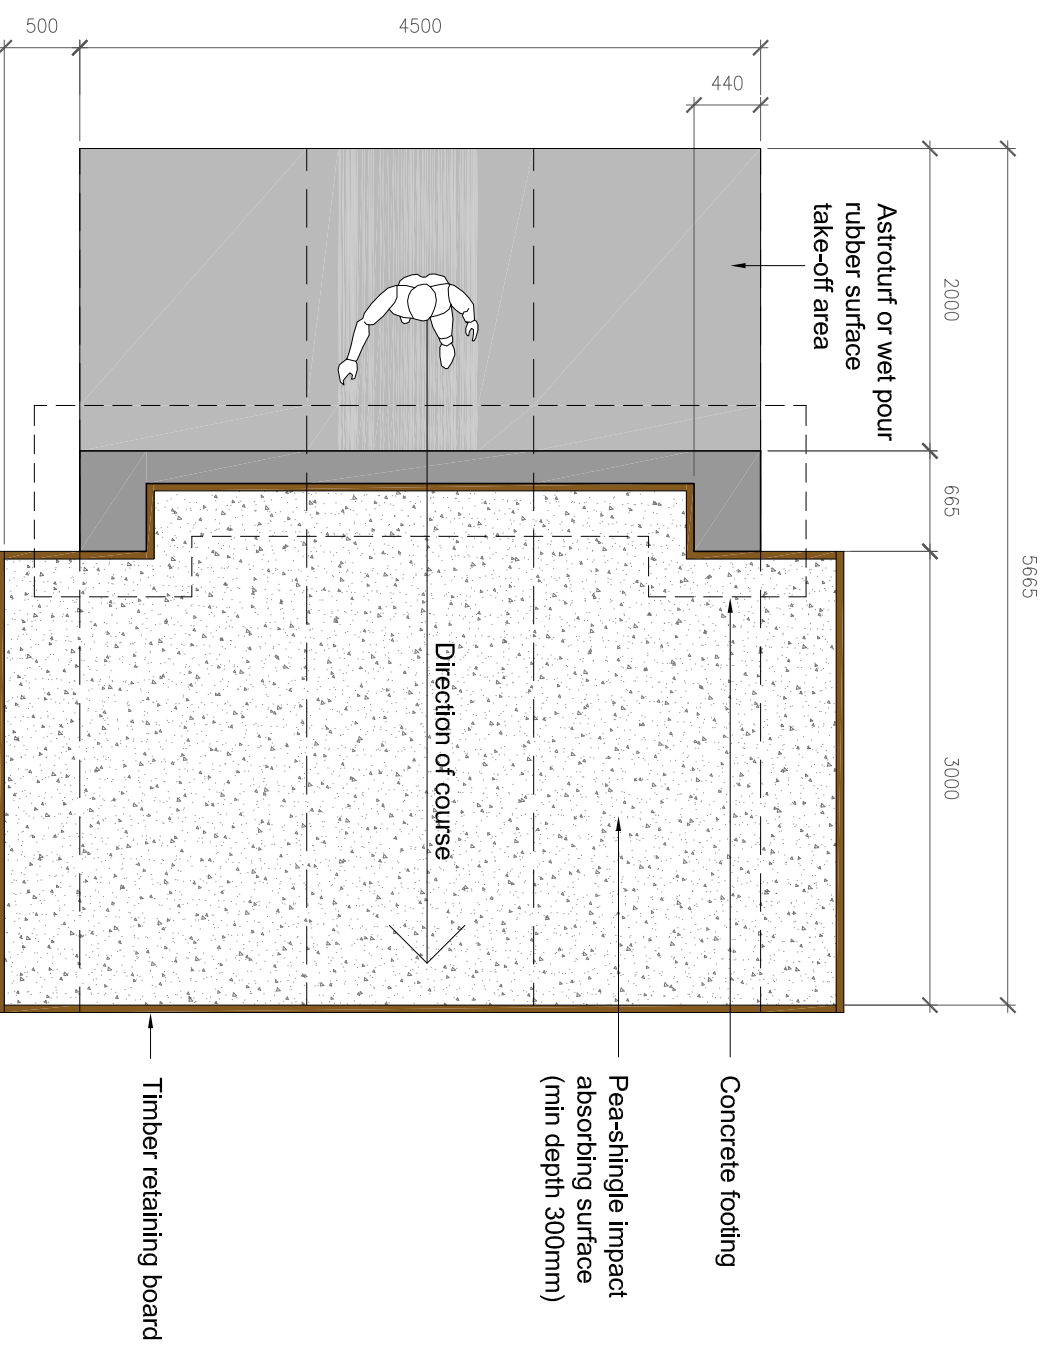 500
4500
440
Astroturf or wet pour
rubber surface
take-off area
2000
665
5665
3000
Direction of course
Concrete footing
Pea-shingle impact
absorbing surface
(min depth 300mm)
Timber retaining board